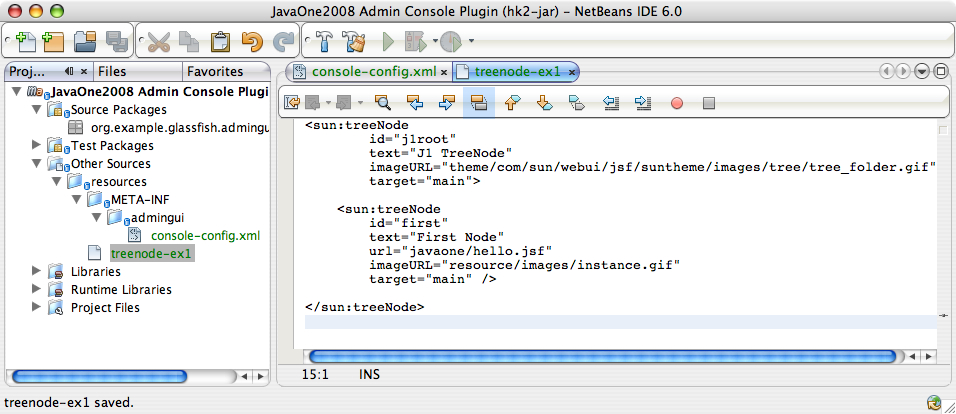 JavaOne2008 Admin Console Plugin (hk2-jar) – NetBeans IDE 6.0
Proj... Files Favorites
console-config.xml treenode-ex1
JavaOne2008 Admin Console Plugi
Source Packages
org.example.glassfish.admingu
Test Packages
Other Sources
resources
META-INF
admingui
console-config.xml
treenode-ex1
Libraries
Runtime Libraries
Project Files
<sun:treeNode
id="j1root"
text="J1 TreeNode"
imageURL="theme/com/sun/webui/jsf/suntheme/images/tree/tree_folder.gif"
target="main">
<sun:treeNode
id="first"
text="First Node"
url="javaone/hello.jsf"
imageURL="resource/images/instance.gif"
target="main" />
</sun:treeNode>
15:1 INS
treenode-ex1 saved.